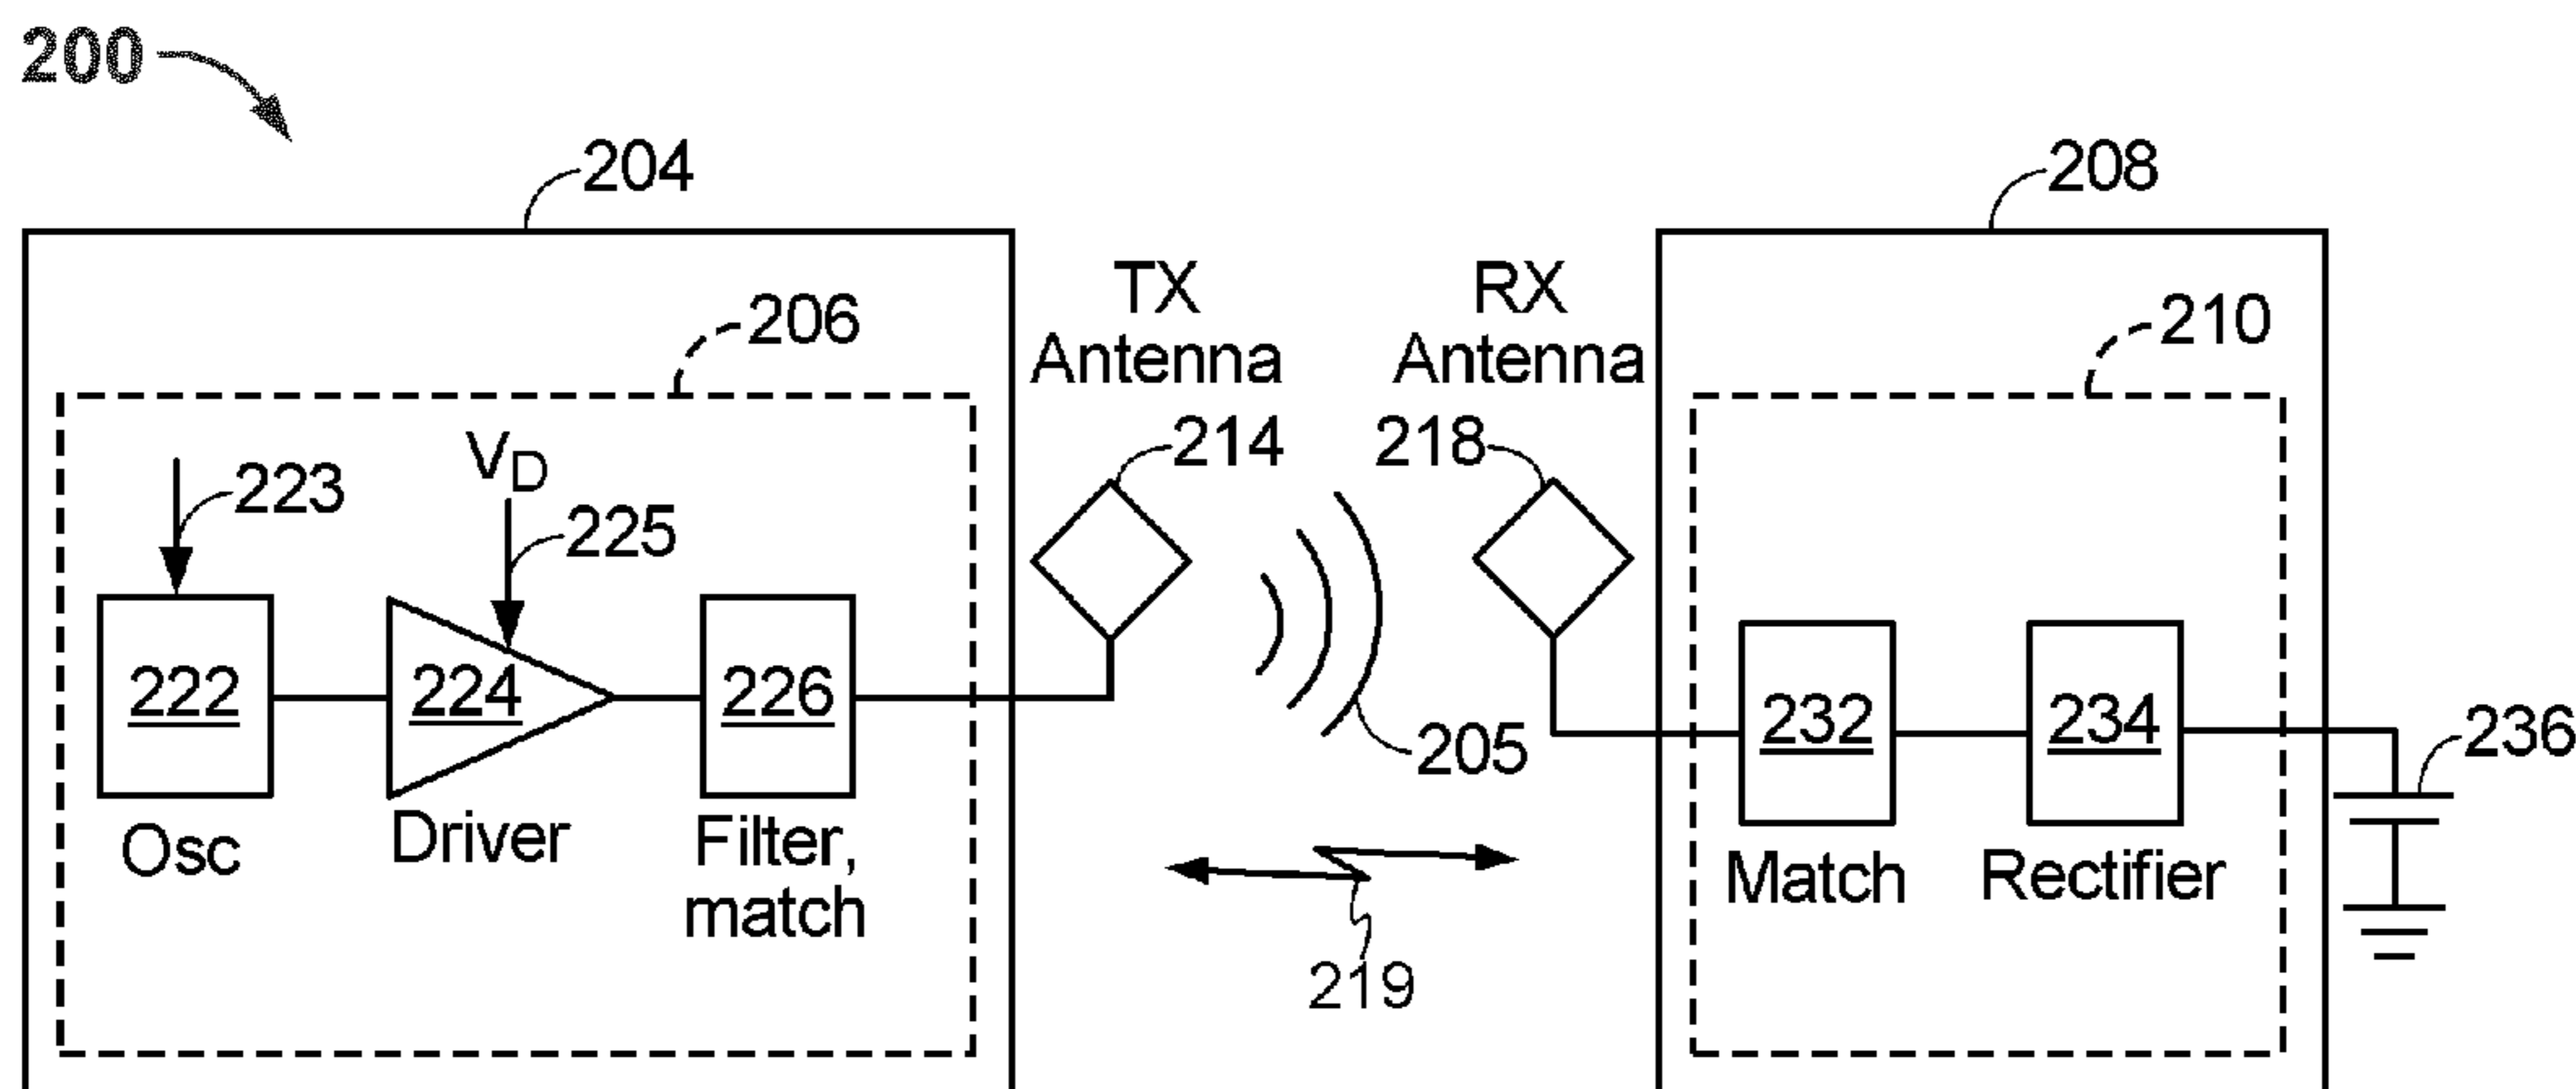 200
204
208
TX
Antenna
RX
Antenna
206
210
214
218
223
V_D
225
222
224
226
232
234
236
205
Osc
Driver
Filter,
match
Match
Rectifier
219